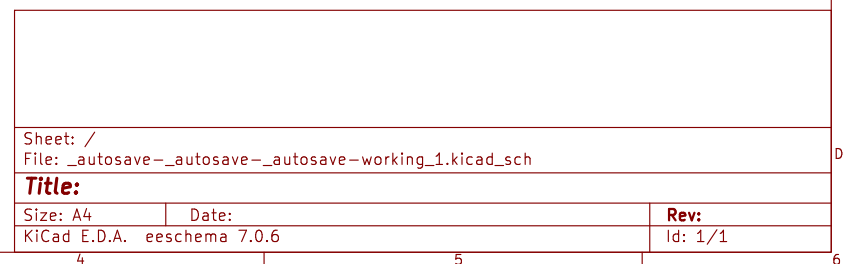 Sheet: /
File: _autosave-_autosave-_autosave-working_1.kicad_sch
D
Title:
Size: A4 Date: Rev:
KiCad E.D.A. eeschema 7.0.6 Id: 1/1
4 5 6